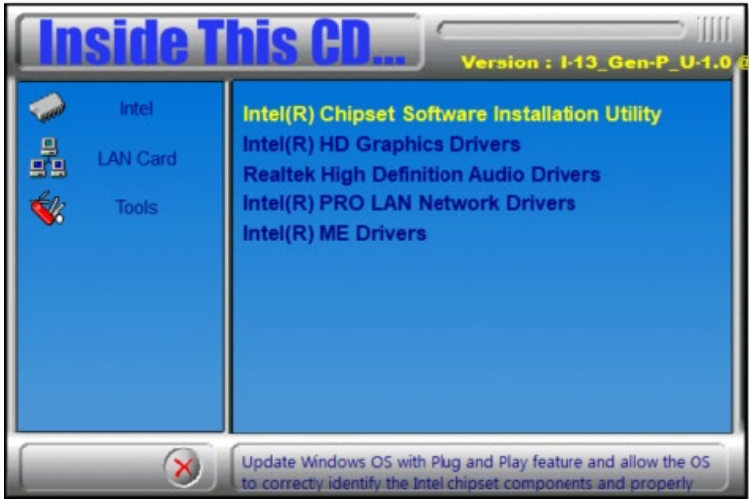 Inside This CD...
Version : I-13_Gen-P_U-1.0 @
Intel
LAN Card
Tools
Intel(R) Chipset Software Installation Utility
Intel(R) HD Graphics Drivers
Realtek High Definition Audio Drivers
Intel(R) PRO LAN Network Drivers
Intel(R) ME Drivers
Update Windows OS with Plug and Play feature and allow the OS
to correctly identify the Intel chipset components and properly